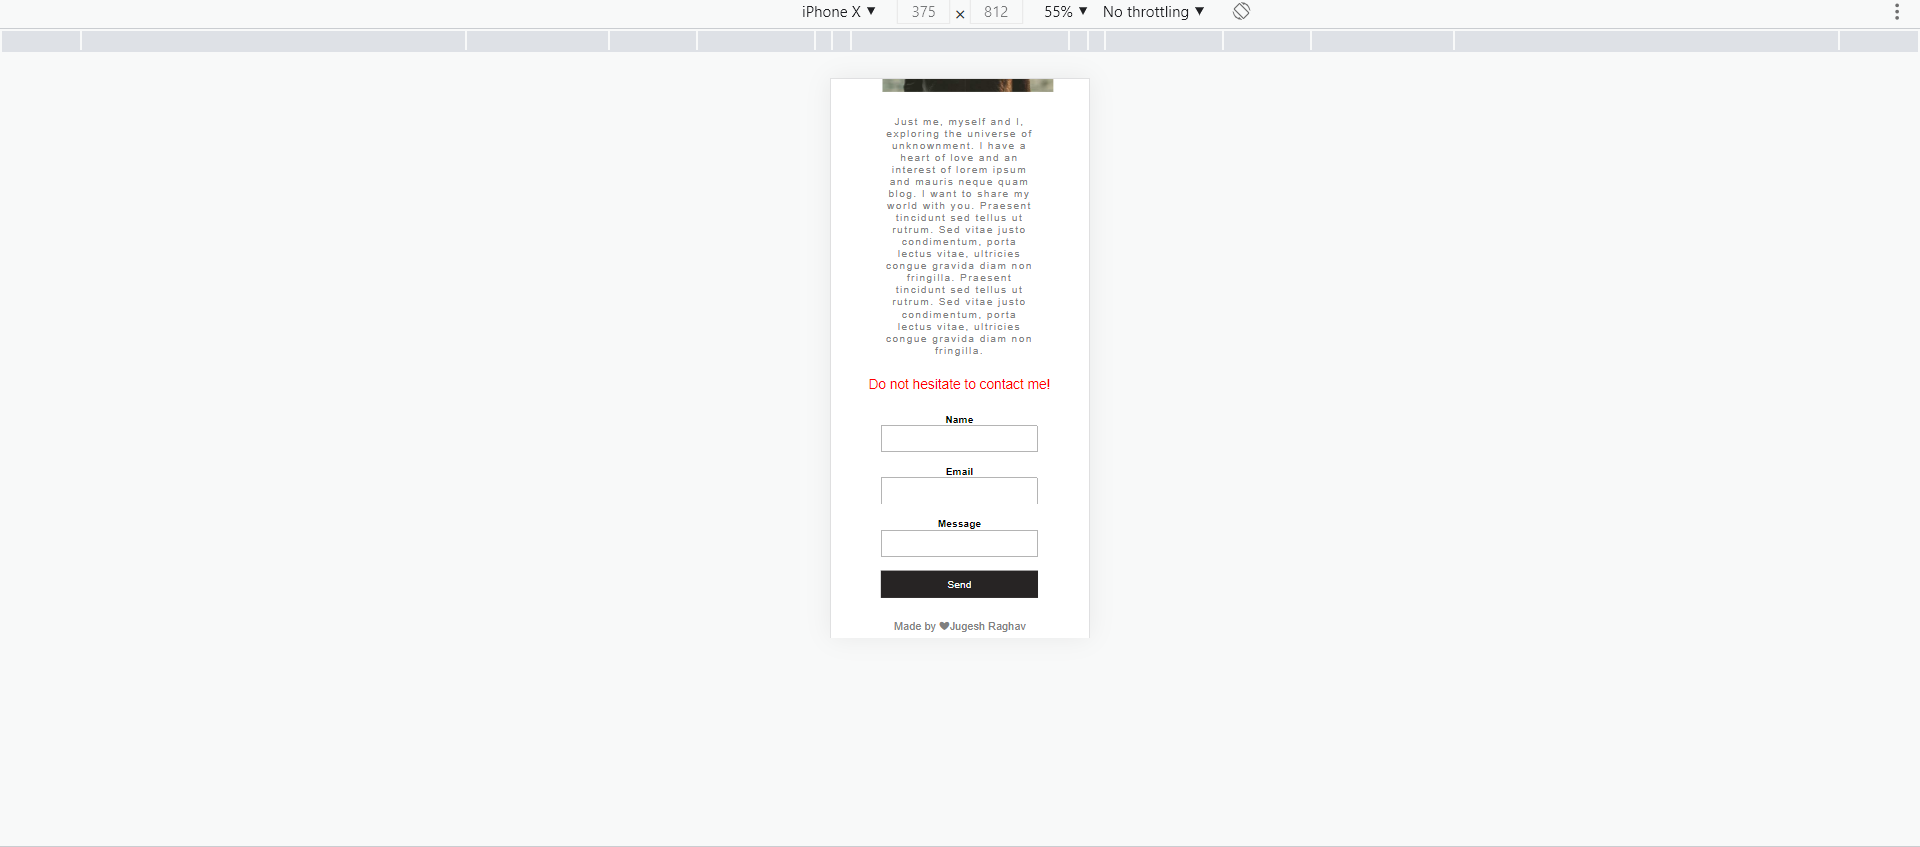 iPhone X ▼ 375 × 812 55% ▼ No throttling ▼
Just me, myself and I,
exploring the universe of
unknownment. I have a
heart of love and an
interest of lorem ipsum
and mauris neque quam
blog. I want to share my
world with you. Praesent
tincidunt sed tellus ut
rutrum. Sed vitae justo
condimentum, porta
lectus vitae, ultricies
congue gravida diam non
fringilla. Praesent
tincidunt sed tellus ut
rutrum. Sed vitae justo
condimentum, porta
lectus vitae, ultricies
congue gravida diam non
fringilla.
Do not hesitate to contact me!
Name
Email
Message
Send
Made by ❤Jugesh Raghav